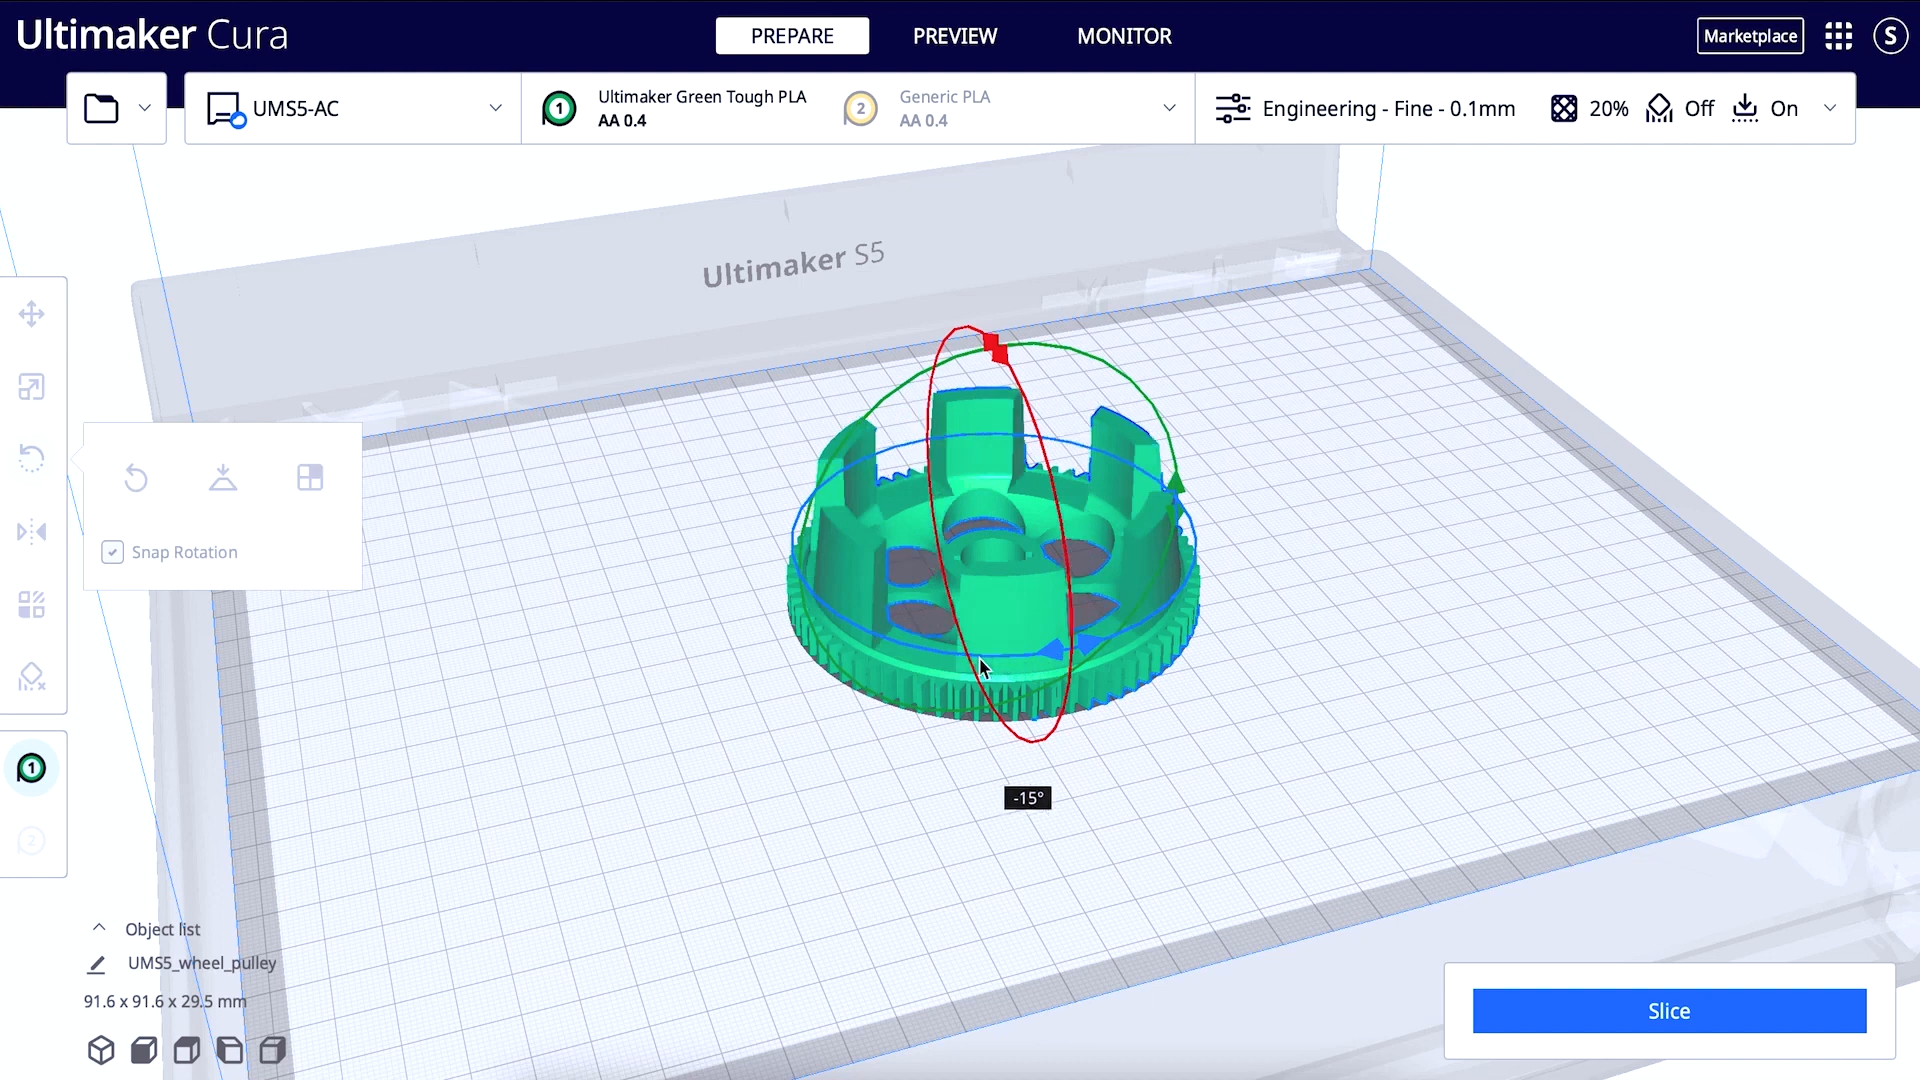 Ultimaker Cura
PREPARE
PREVIEW
MONITOR
Marketplace
S
UMS5-AC
1
Ultimaker Green Tough PLA
AA 0.4
2
Generic PLA
AA 0.4
Engineering - Fine - 0.1mm
20%
Off
On
Ultimaker S5
Snap Rotation
1
2
-15°
Object list
UMS5_wheel_pulley
91.6 x 91.6 x 29.5 mm
Slice